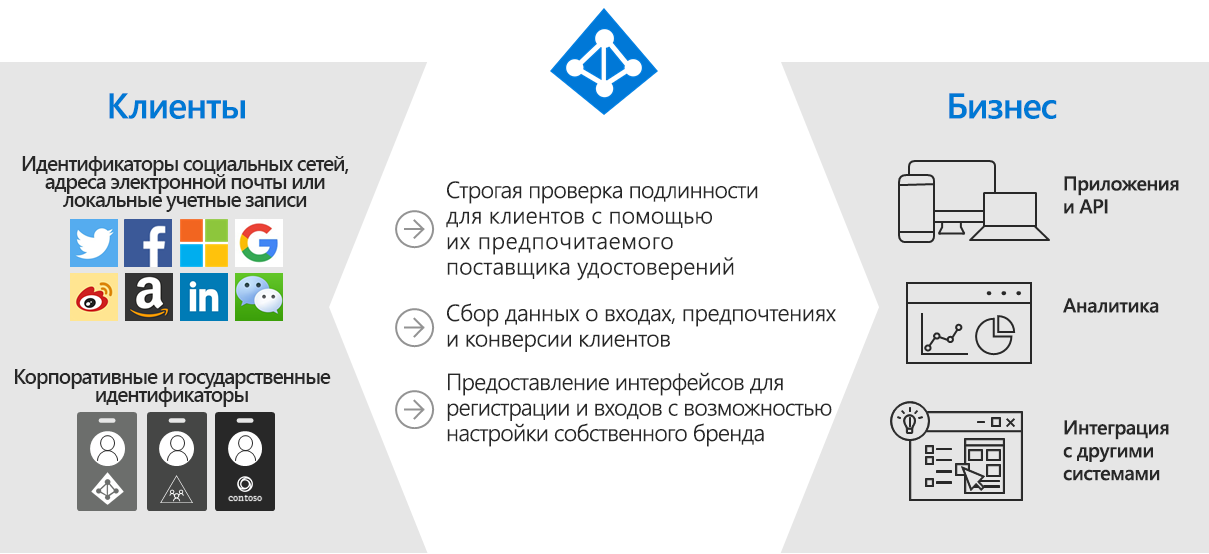 Клиенты
Идентификаторы социальных сетей,
адреса электронной почты или
локальные учетные записи
a
in
Корпоративные и государственные
идентификаторы
contoso
Строгая проверка подлинности
для клиентов с помощью
их предпочитаемого
поставщика удостоверений
Сбор данных о входах, предпочтениях
и конверсии клиентов
Предоставление интерфейсов для
регистрации и входов с возможностью
настройки собственного бренда
Бизнес
Приложения
и API
Аналитика
Интеграция
с другими
системами